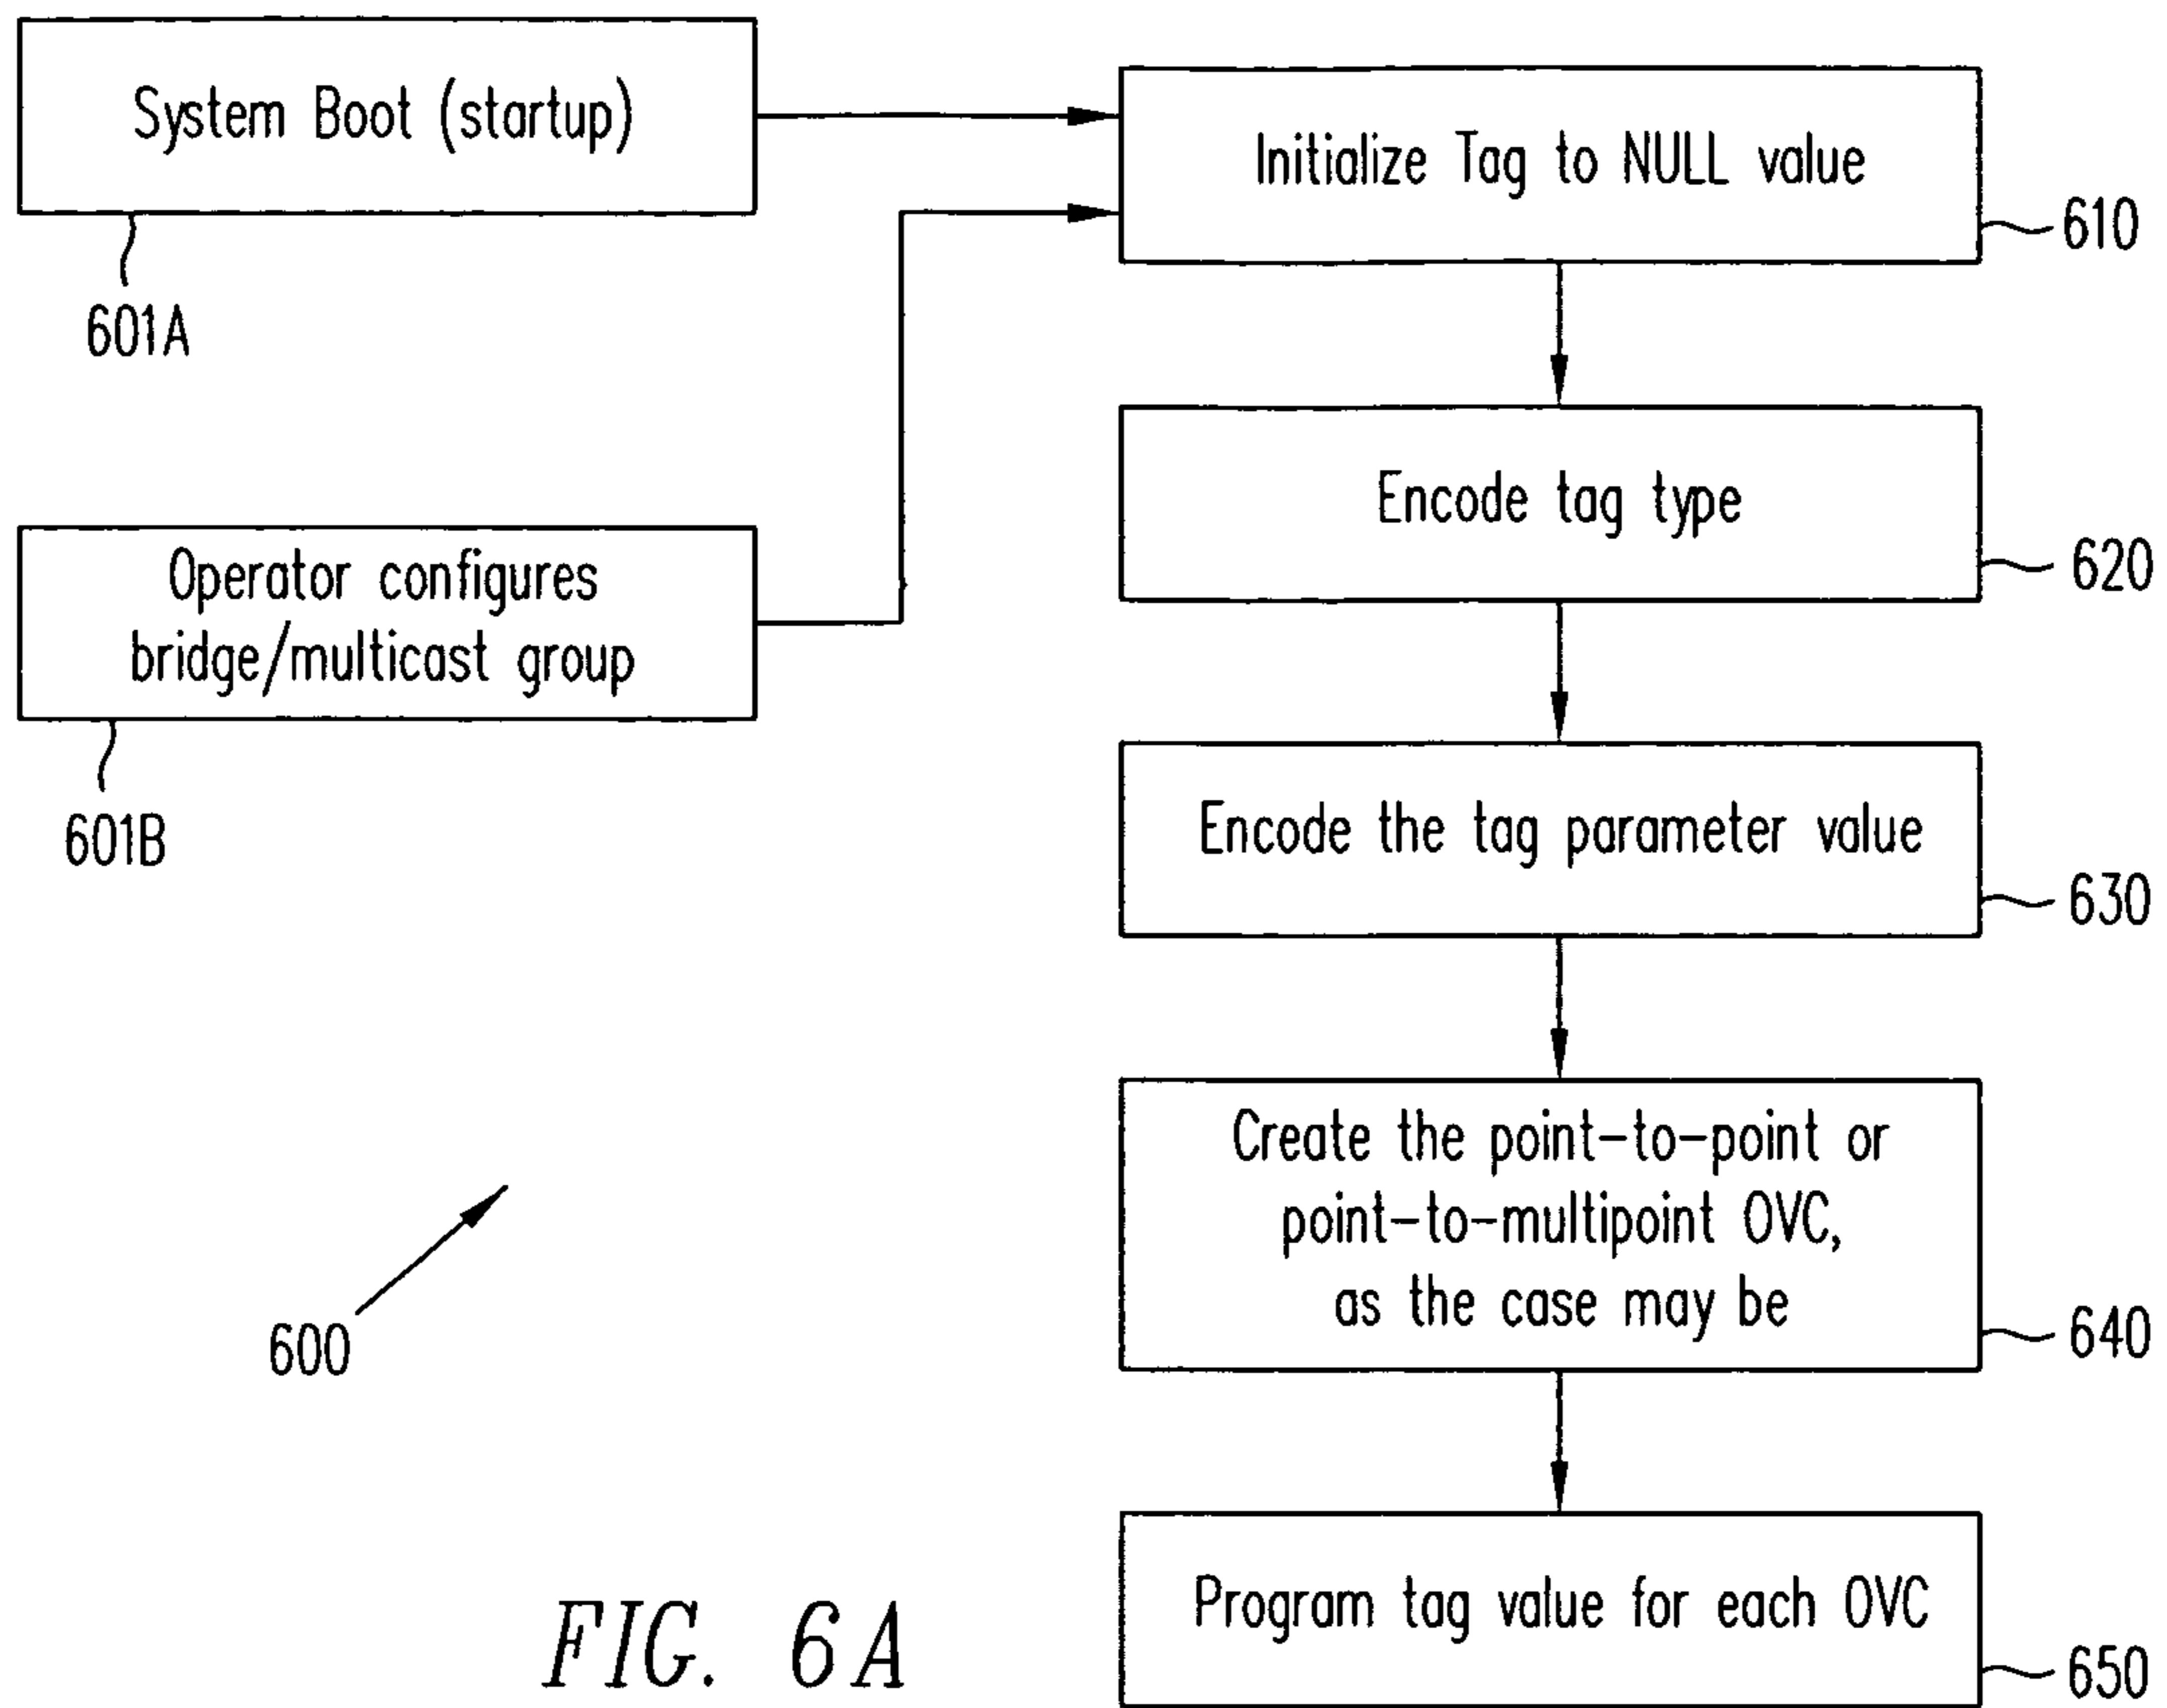 System Boot (startup)
601A
Operator configures
bridge/multicast group
601B
Initialize Tag to NULL value
610
Encode tag type
620
Encode the tag parameter value
630
Create the point-to-point or
point-to-multipoint OVC,
as the case may be
640
Program tag value for each OVC
650
600
FIG. 6A